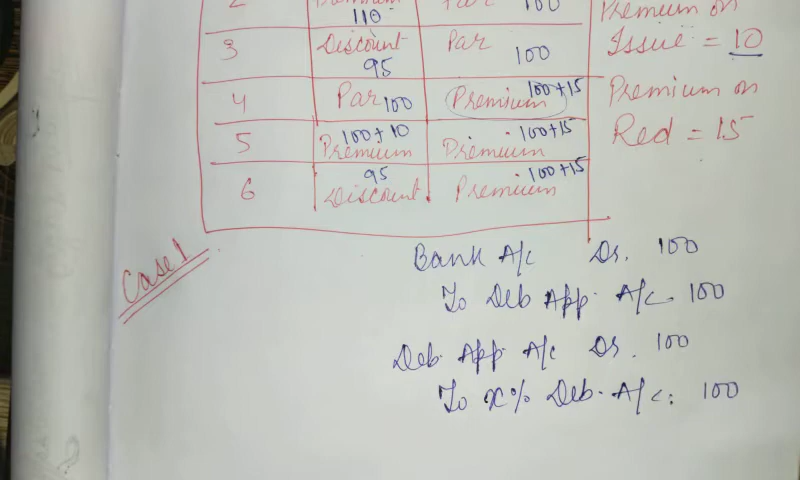 2 Premium 110 Par 100
3 Discount 95 Par 100
4 Par 100 Premium 100+15
5 Premium 100+10 Premium 100+15
6 Discount 95 Premium 100+15
Premium on
Issue = 10
Premium on
Red = 15
Case 1
Bank A/c Dr. 100
To Deb App. A/c. 100
Deb. App A/c Dr. 100
To x% Deb. A/c. 100